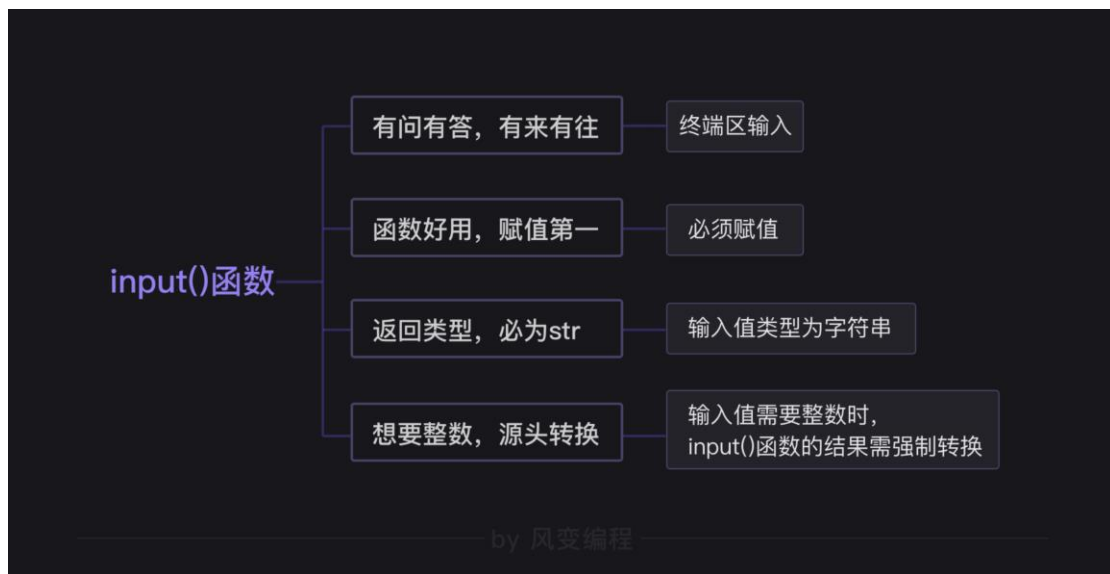 input()函数
有问有答，有来有往
终端区输入
函数好用，赋值第一
必须赋值
返回类型，必为str
输入值类型为字符串
想要整数，源头转换
输入值需要整数时，
input()函数的结果需强制转换
by 风变编程